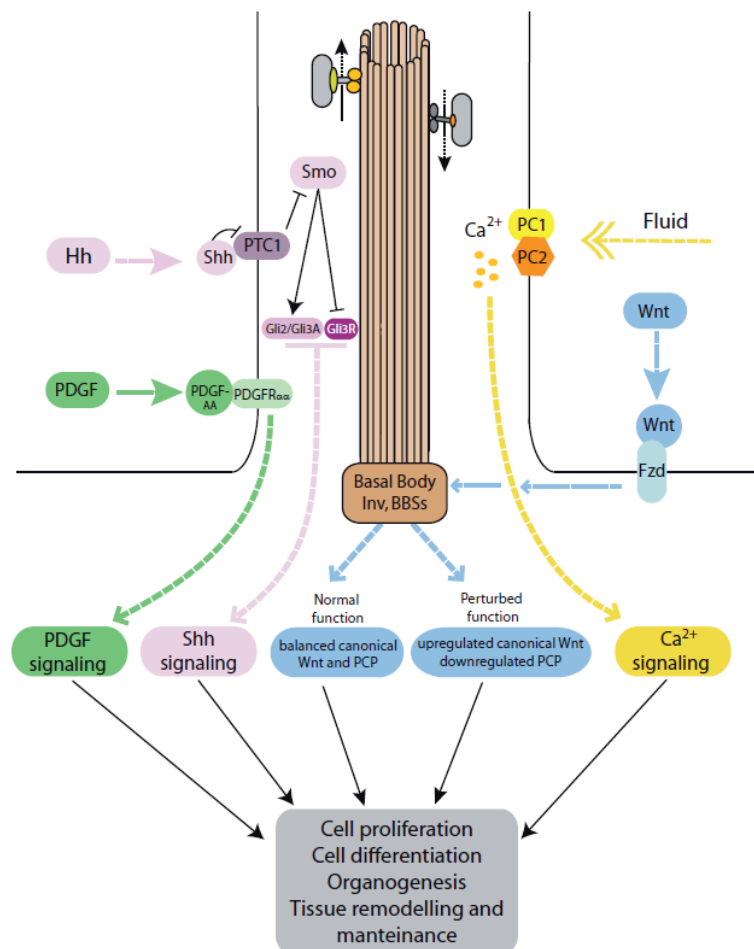 Smo
Hh
Shh
PTC1
Gli2/Gli3A
Gli3R
Ca2+
PC1
PC2
Fluid
Wnt
PDGF
PDGF-
AA
PDGFRαα
Wnt
Fzd
Basal Body
Inv, BBSs
Normal
function
Perturbed
function
PDGF
signaling
Shh
signaling
balanced canonical
Wnt and PCP
upregulated canonical Wnt
downregulated PCP
Ca2+
signaling
Cell proliferation
Cell differentiation
Organogenesis
Tissue remodelling and
manteinance